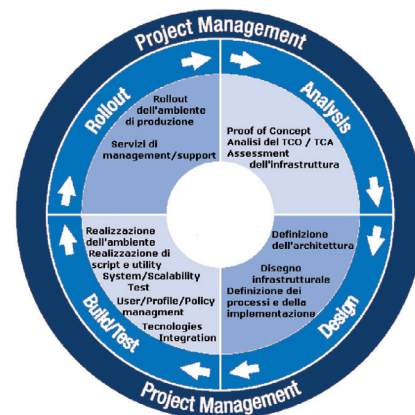 Project Management
Rollout
Analysis
Rollout
dell'ambiente
di produzione
Servizi di
management/support
Proof of Concept
Analisi del TCO / TCA
Assessment
dell'infrastruttura
Realizzazione
dell'ambiente
Realizzazione di
script e utility
System/Scalability
Test
User/Profile/Policy
managment
Tecnologies
Integration
Definizione
dell'architettura
Disegno
infrastrutturale
Definizione dei
processi e della
implementazione
Build/Test
Design
Project Management